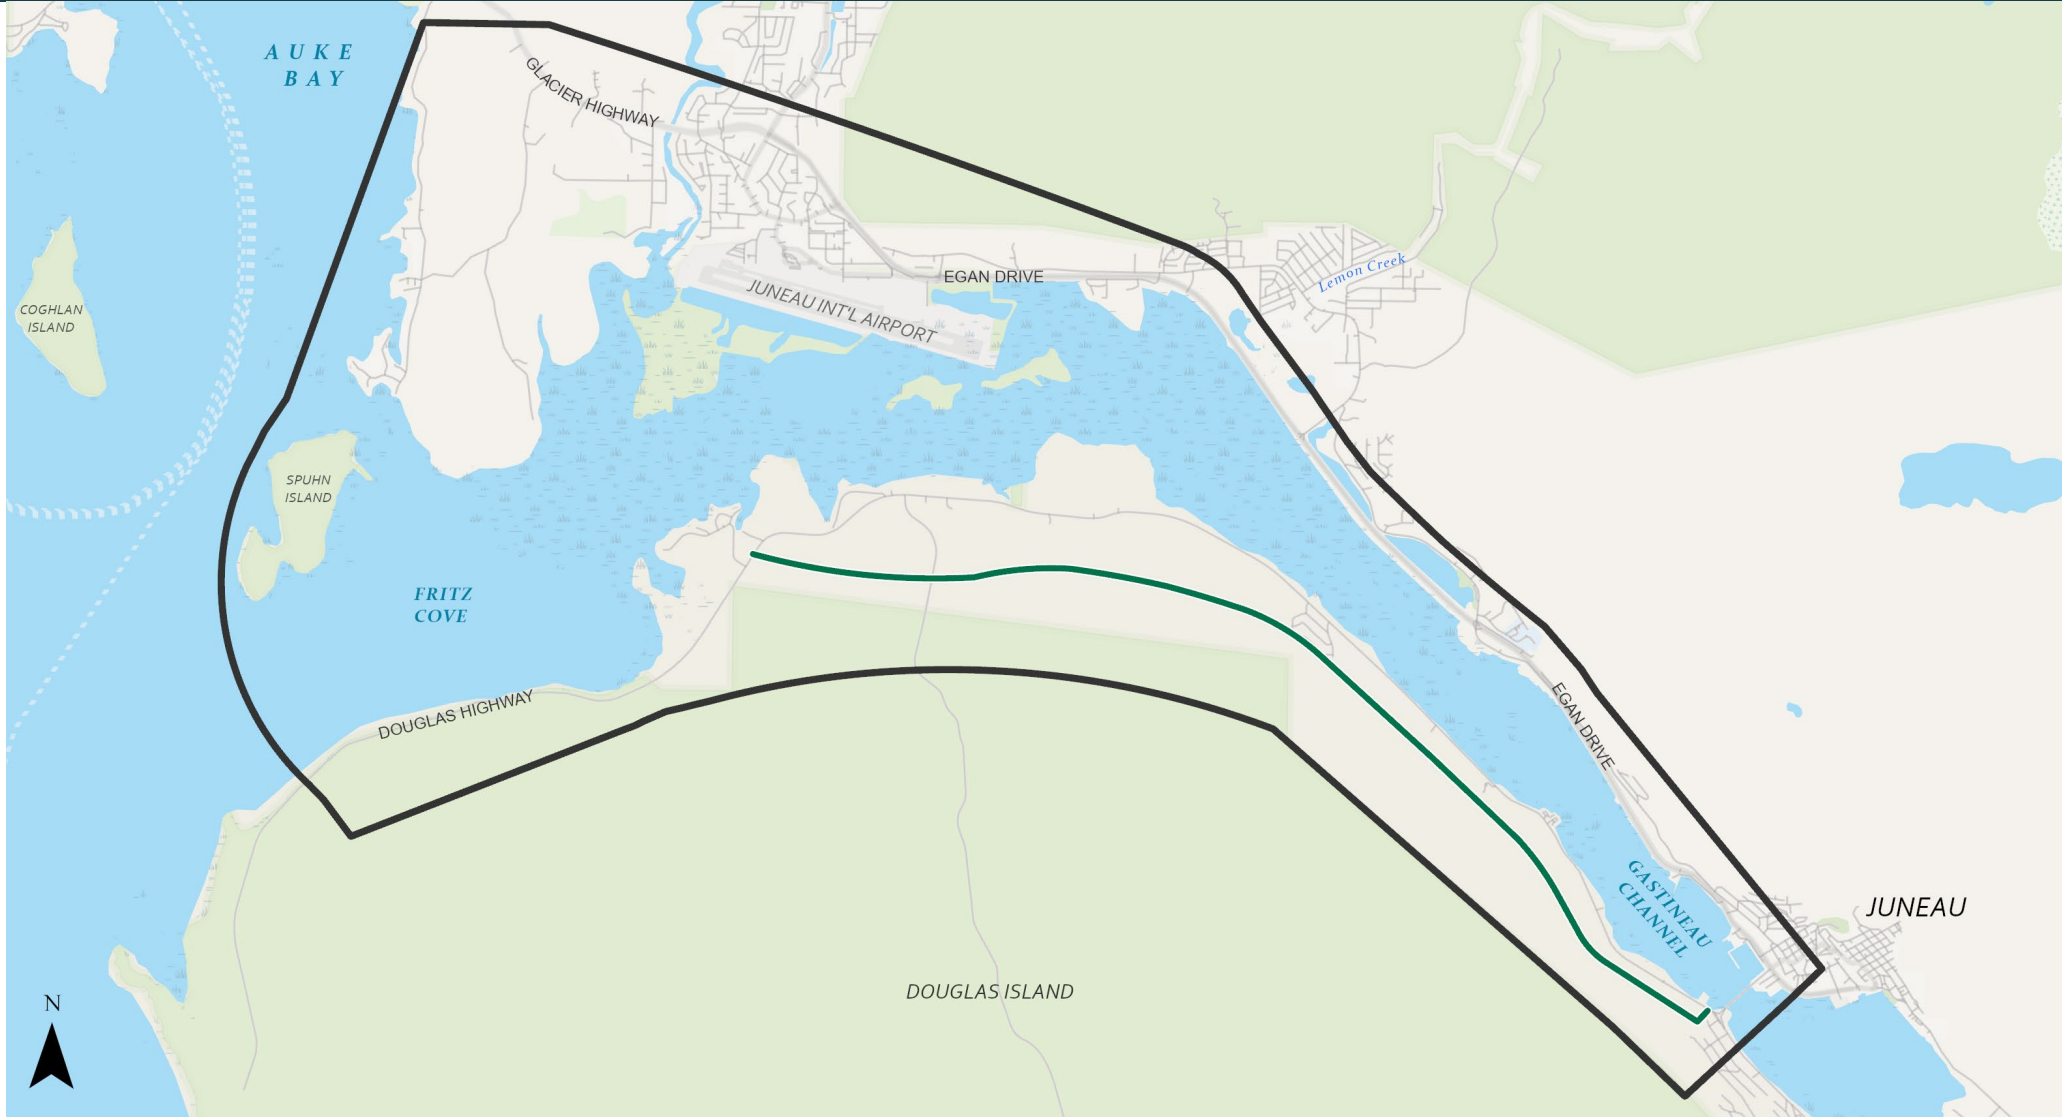 AUKE
BAY
GLACIER HIGHWAY
EGAN DRIVE
Lemon Creek
JUNEAU INT'L AIRPORT
COGHLAN
ISLAND
SPUHN
ISLAND
FRITZ
COVE
DOUGLAS HIGHWAY
EGAN DRIVE
GASTINEAU
CHANNEL
JUNEAU
DOUGLAS ISLAND
N